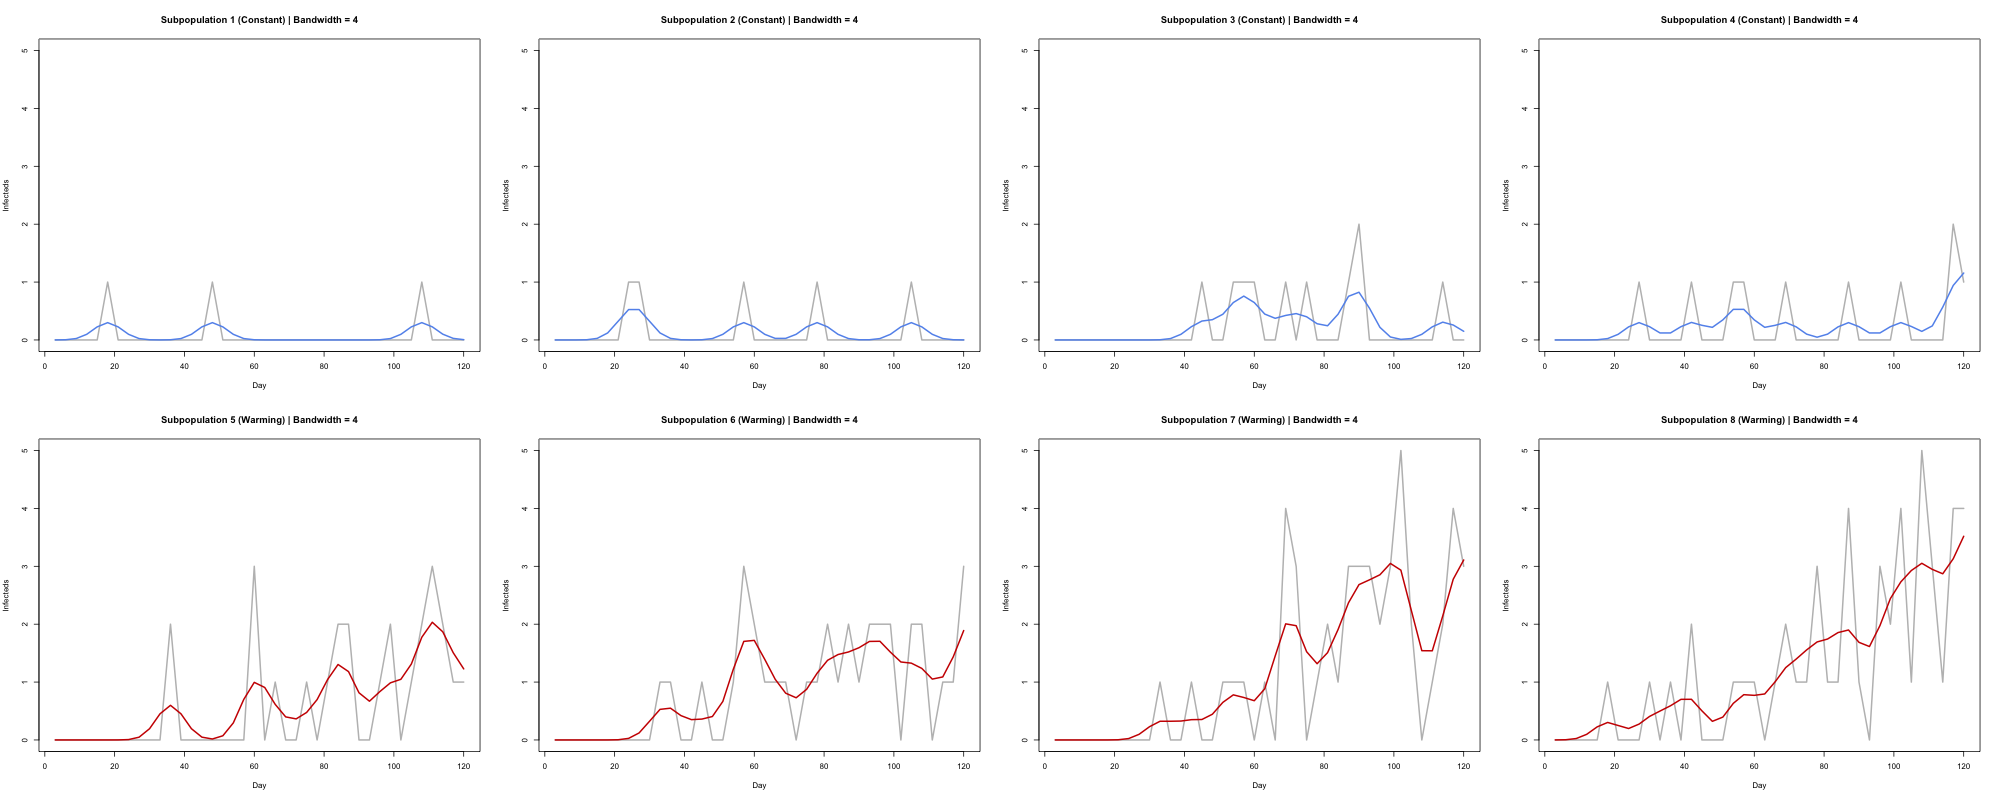 Subpopulation 1 (Constant) | Bandwidth = 4
Infecteds
5
4
3
2
1
0
0 20 40 60 80 100 120
Day
Subpopulation 2 (Constant) | Bandwidth = 4
Infecteds
5
4
3
2
1
0
0 20 40 60 80 100 120
Day
Subpopulation 3 (Constant) | Bandwidth = 4
Infecteds
5
4
3
2
1
0
0 20 40 60 80 100 120
Day
Subpopulation 4 (Constant) | Bandwidth = 4
Infecteds
5
4
3
2
1
0
0 20 40 60 80 100 120
Day
Subpopulation 5 (Warming) | Bandwidth = 4
Infecteds
5
4
3
2
1
0
0 20 40 60 80 100 120
Day
Subpopulation 6 (Warming) | Bandwidth = 4
Infecteds
5
4
3
2
1
0
0 20 40 60 80 100 120
Day
Subpopulation 7 (Warming) | Bandwidth = 4
Infecteds
5
4
3
2
1
0
0 20 40 60 80 100 120
Day
Subpopulation 8 (Warming) | Bandwidth = 4
Infecteds
5
4
3
2
1
0
0 20 40 60 80 100 120
Day